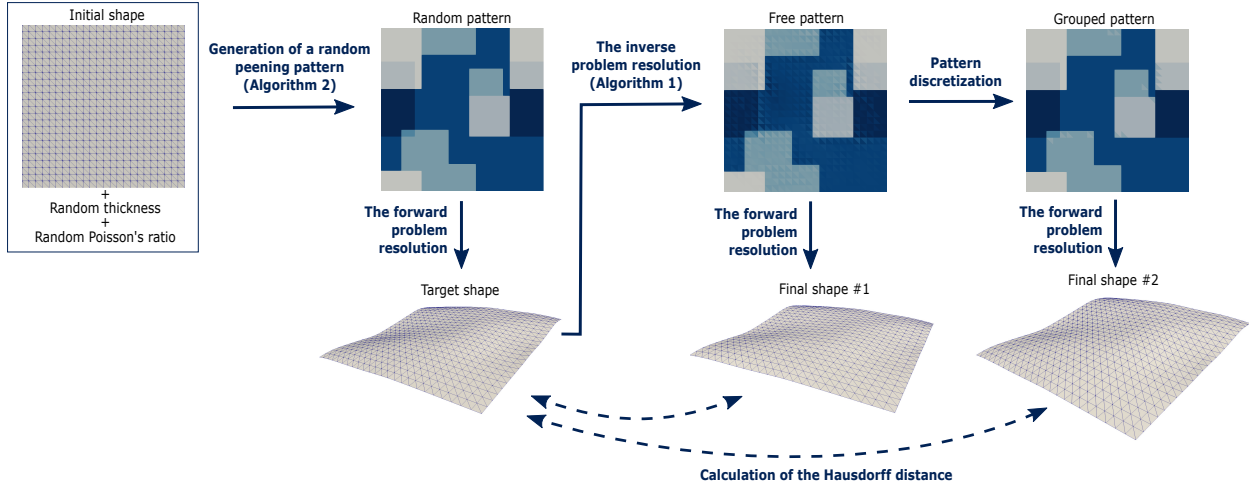 Initial shape
+
Random thickness
+
Random Poisson's ratio
Generation of a random
peening pattern
(Algorithm 2)
Random pattern
The forward
problem
resolution
Target shape
The inverse
problem resolution
(Algorithm 1)
Free pattern
The forward
problem
resolution
Final shape #1
Pattern
discretization
Grouped pattern
The forward
problem
resolution
Final shape #2
Calculation of the Hausdorff distance